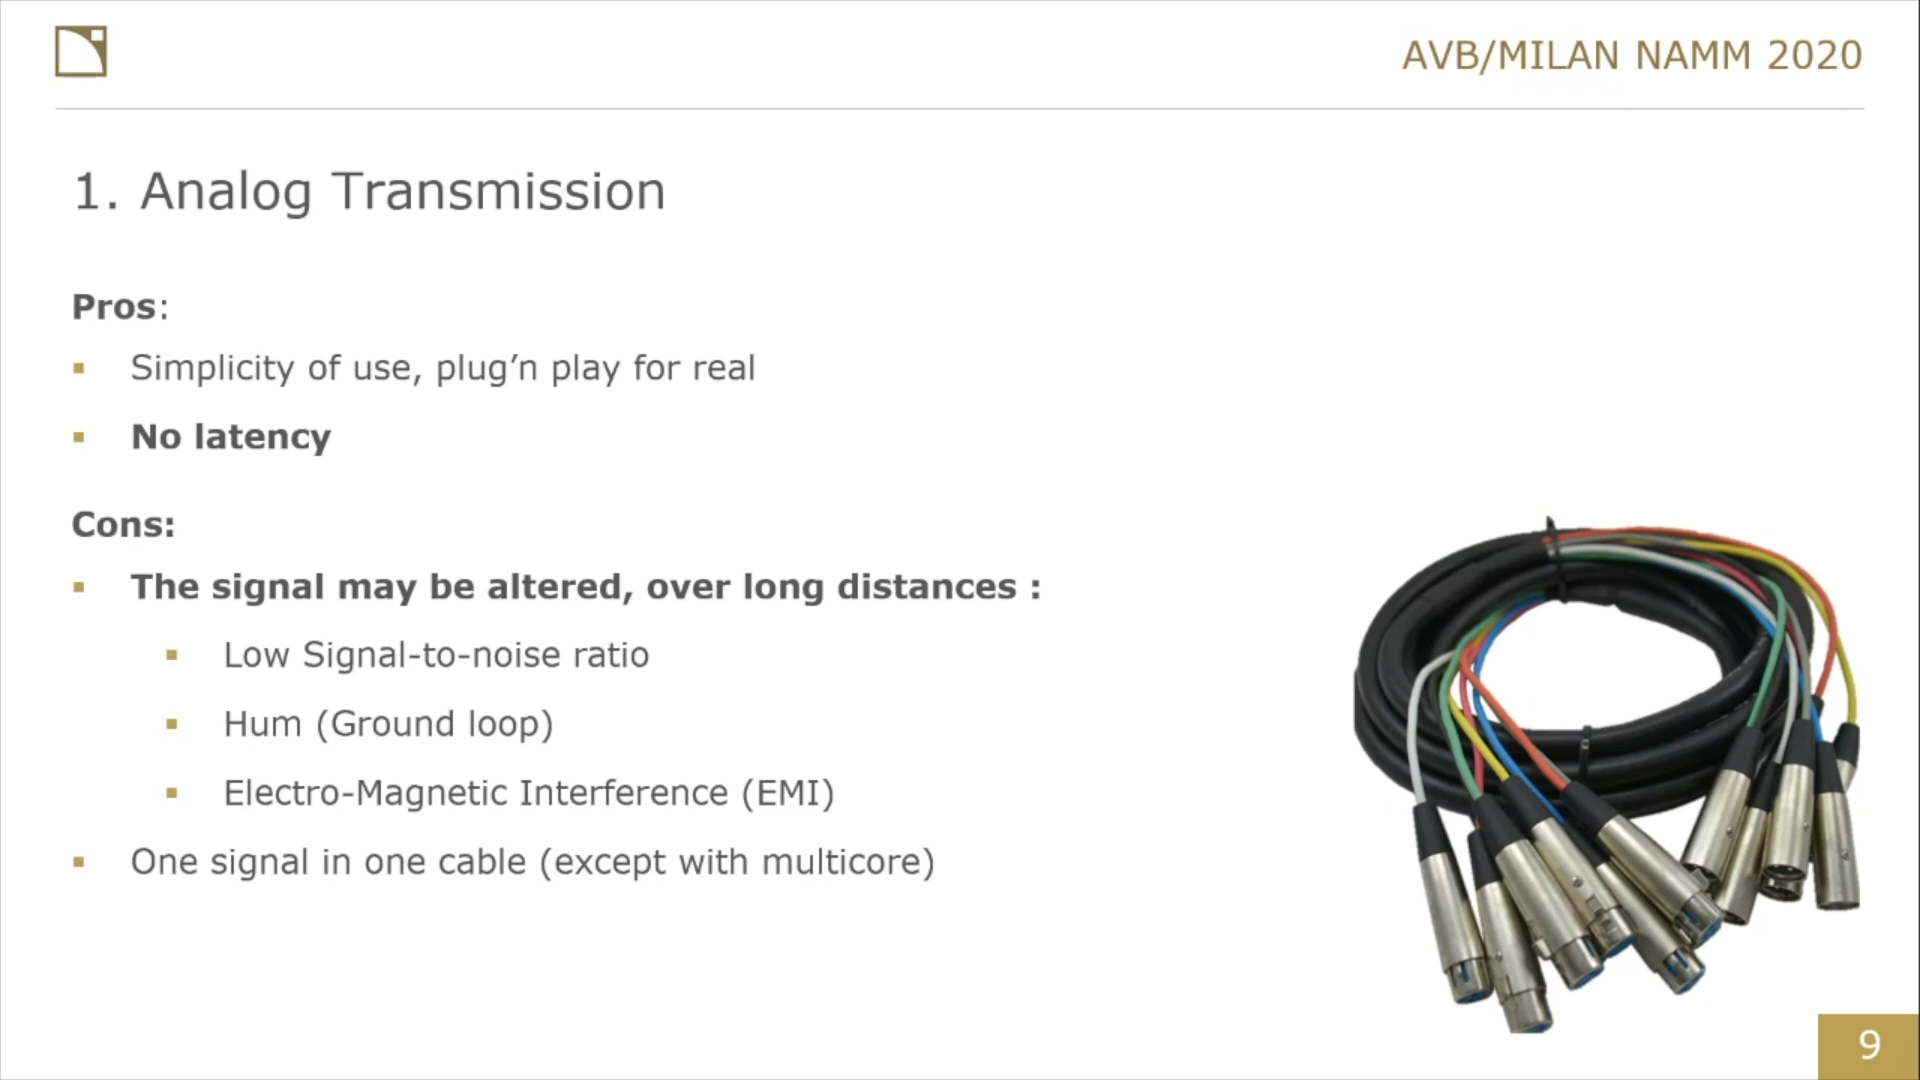 AVB/MILAN NAMM 2020
1. Analog Transmission
Pros:
▪ Simplicity of use, plug’n play for real
▪ No latency
Cons:
▪ The signal may be altered, over long distances :
▪ Low Signal-to-noise ratio
▪ Hum (Ground loop)
▪ Electro-Magnetic Interference (EMI)
▪ One signal in one cable (except with multicore)
9